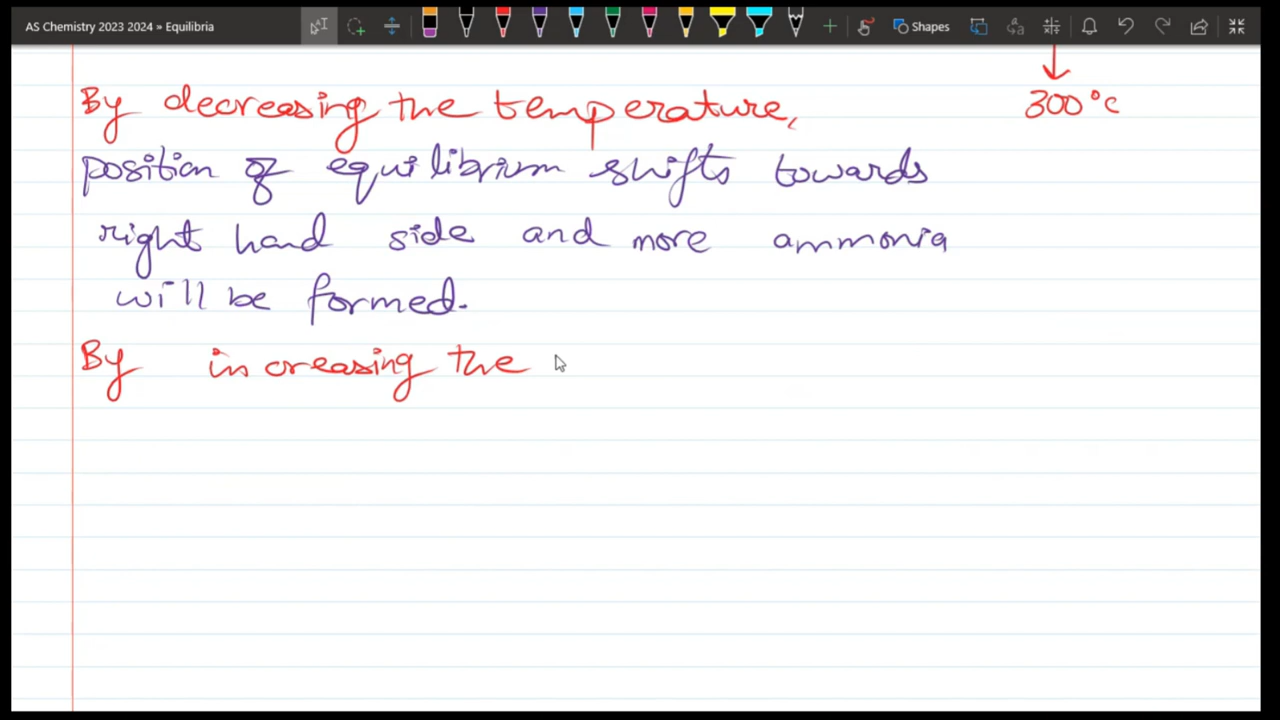 AS Chemistry 2023 2024 » Equilibria
Shapes
300°c
By decreasing the temperature,
position of equilibrium shifts towards
right hand side and more ammonia
will be formed.
By increasing the